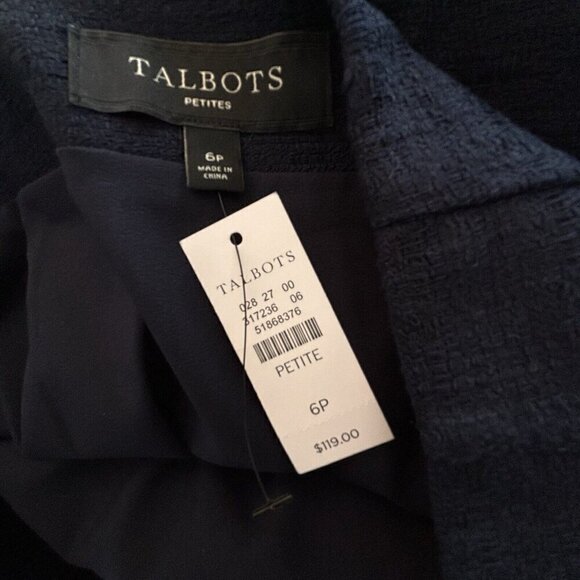 TALBOTS
PETITES
6P
MADE IN
CHINA
TALBOTS
028 27 00
317236 06
51868376
PETITE
6P
$119.00